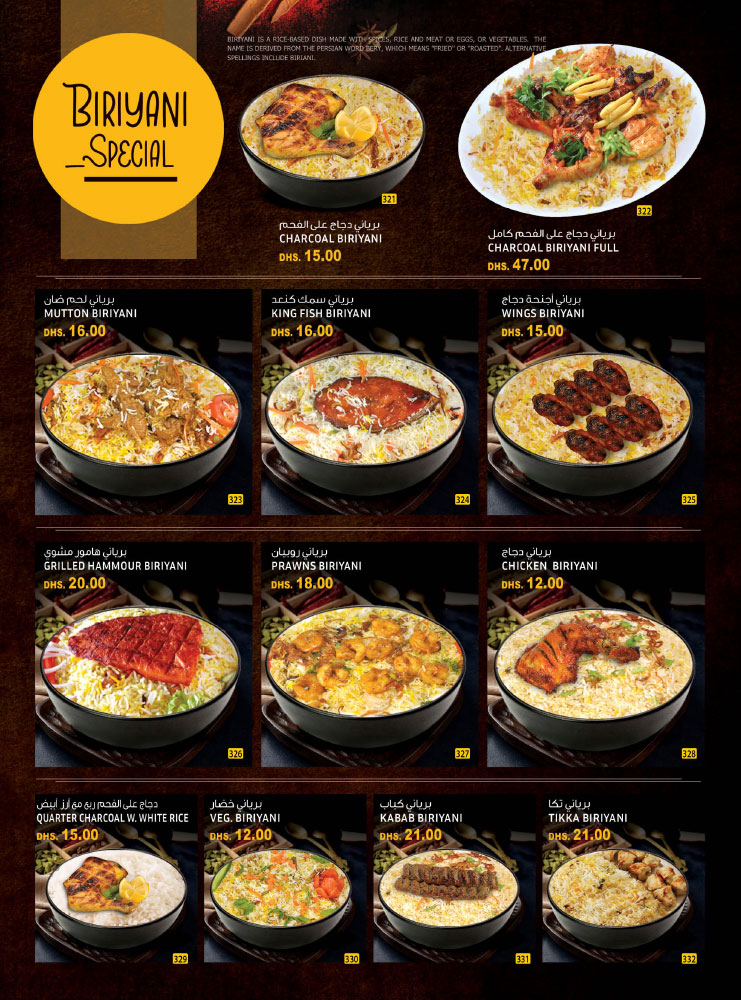 BIRIYANI IS A RICE-BASED DISH MADE WITH SPICES, RICE AND MEAT OR EGGS, OR VEGETABLES. THE
NAME IS DERIVED FROM THE PERSIAN WORD BERY, WHICH MEANS "FRIED" OR "ROASTED". ALTERNATIVE
SPELLINGS INCLUDE BIRIANI.
BIRIYANI
SPECIAL
321
برياني دجاج على الفحم
CHARCOAL BIRIYANI
DHS. 15.00
322
برياني دجاج على الفحم كامل
CHARCOAL BIRIYANI FULL
DHS. 47.00
برياني لحم ضان
MUTTON BIRIYANI
DHS. 16.00
323
برياني سمك كنعد
KING FISH BIRIYANI
DHS. 16.00
324
برياني أجنحة دجاج
WINGS BIRIYANI
DHS. 15.00
325
برياني هامور مشوي
GRILLED HAMMOUR BIRIYANI
DHS. 20.00
326
برياني روبيان
PRAWNS BIRIYANI
DHS. 18.00
327
برياني دجاج
CHICKEN BIRIYANI
DHS. 12.00
328
دجاج على الفحم ربع مع أرز أبيض
QUARTER CHARCOAL W. WHITE RICE
DHS. 15.00
329
برياني خضار
VEG. BIRIYANI
DHS. 12.00
330
برياني كباب
KABAB BIRIYANI
DHS. 21.00
331
برياني تكا
TIKKA BIRIYANI
DHS. 21.00
332